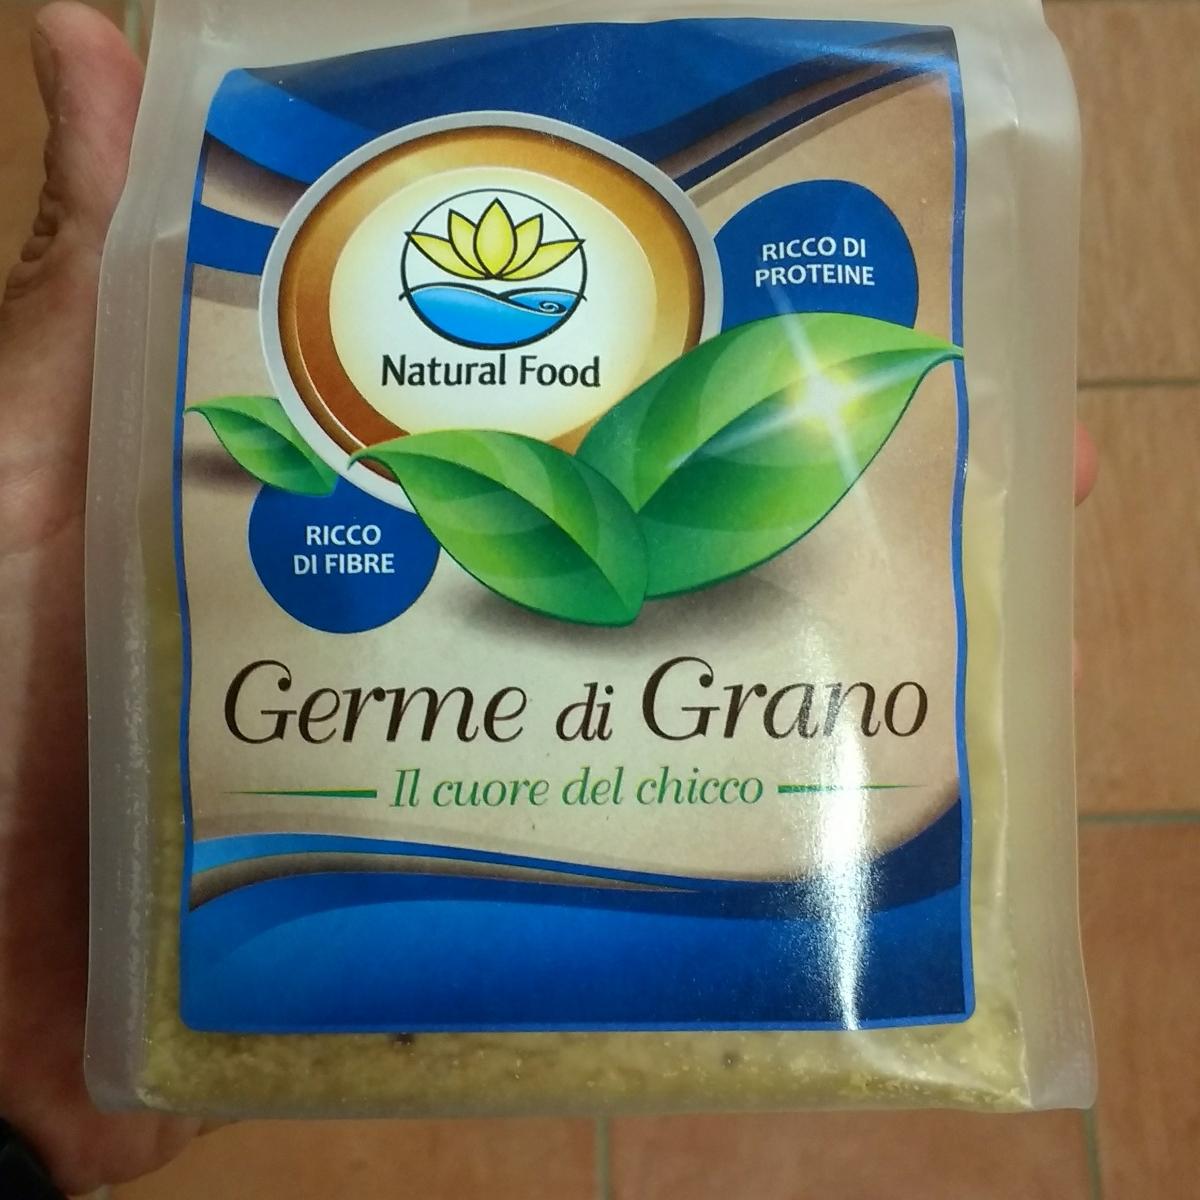 Natural Food
RICCO DI
PROTEINE
RICCO
DI FIBRE
Germe di Grano
Il cuore del chicco